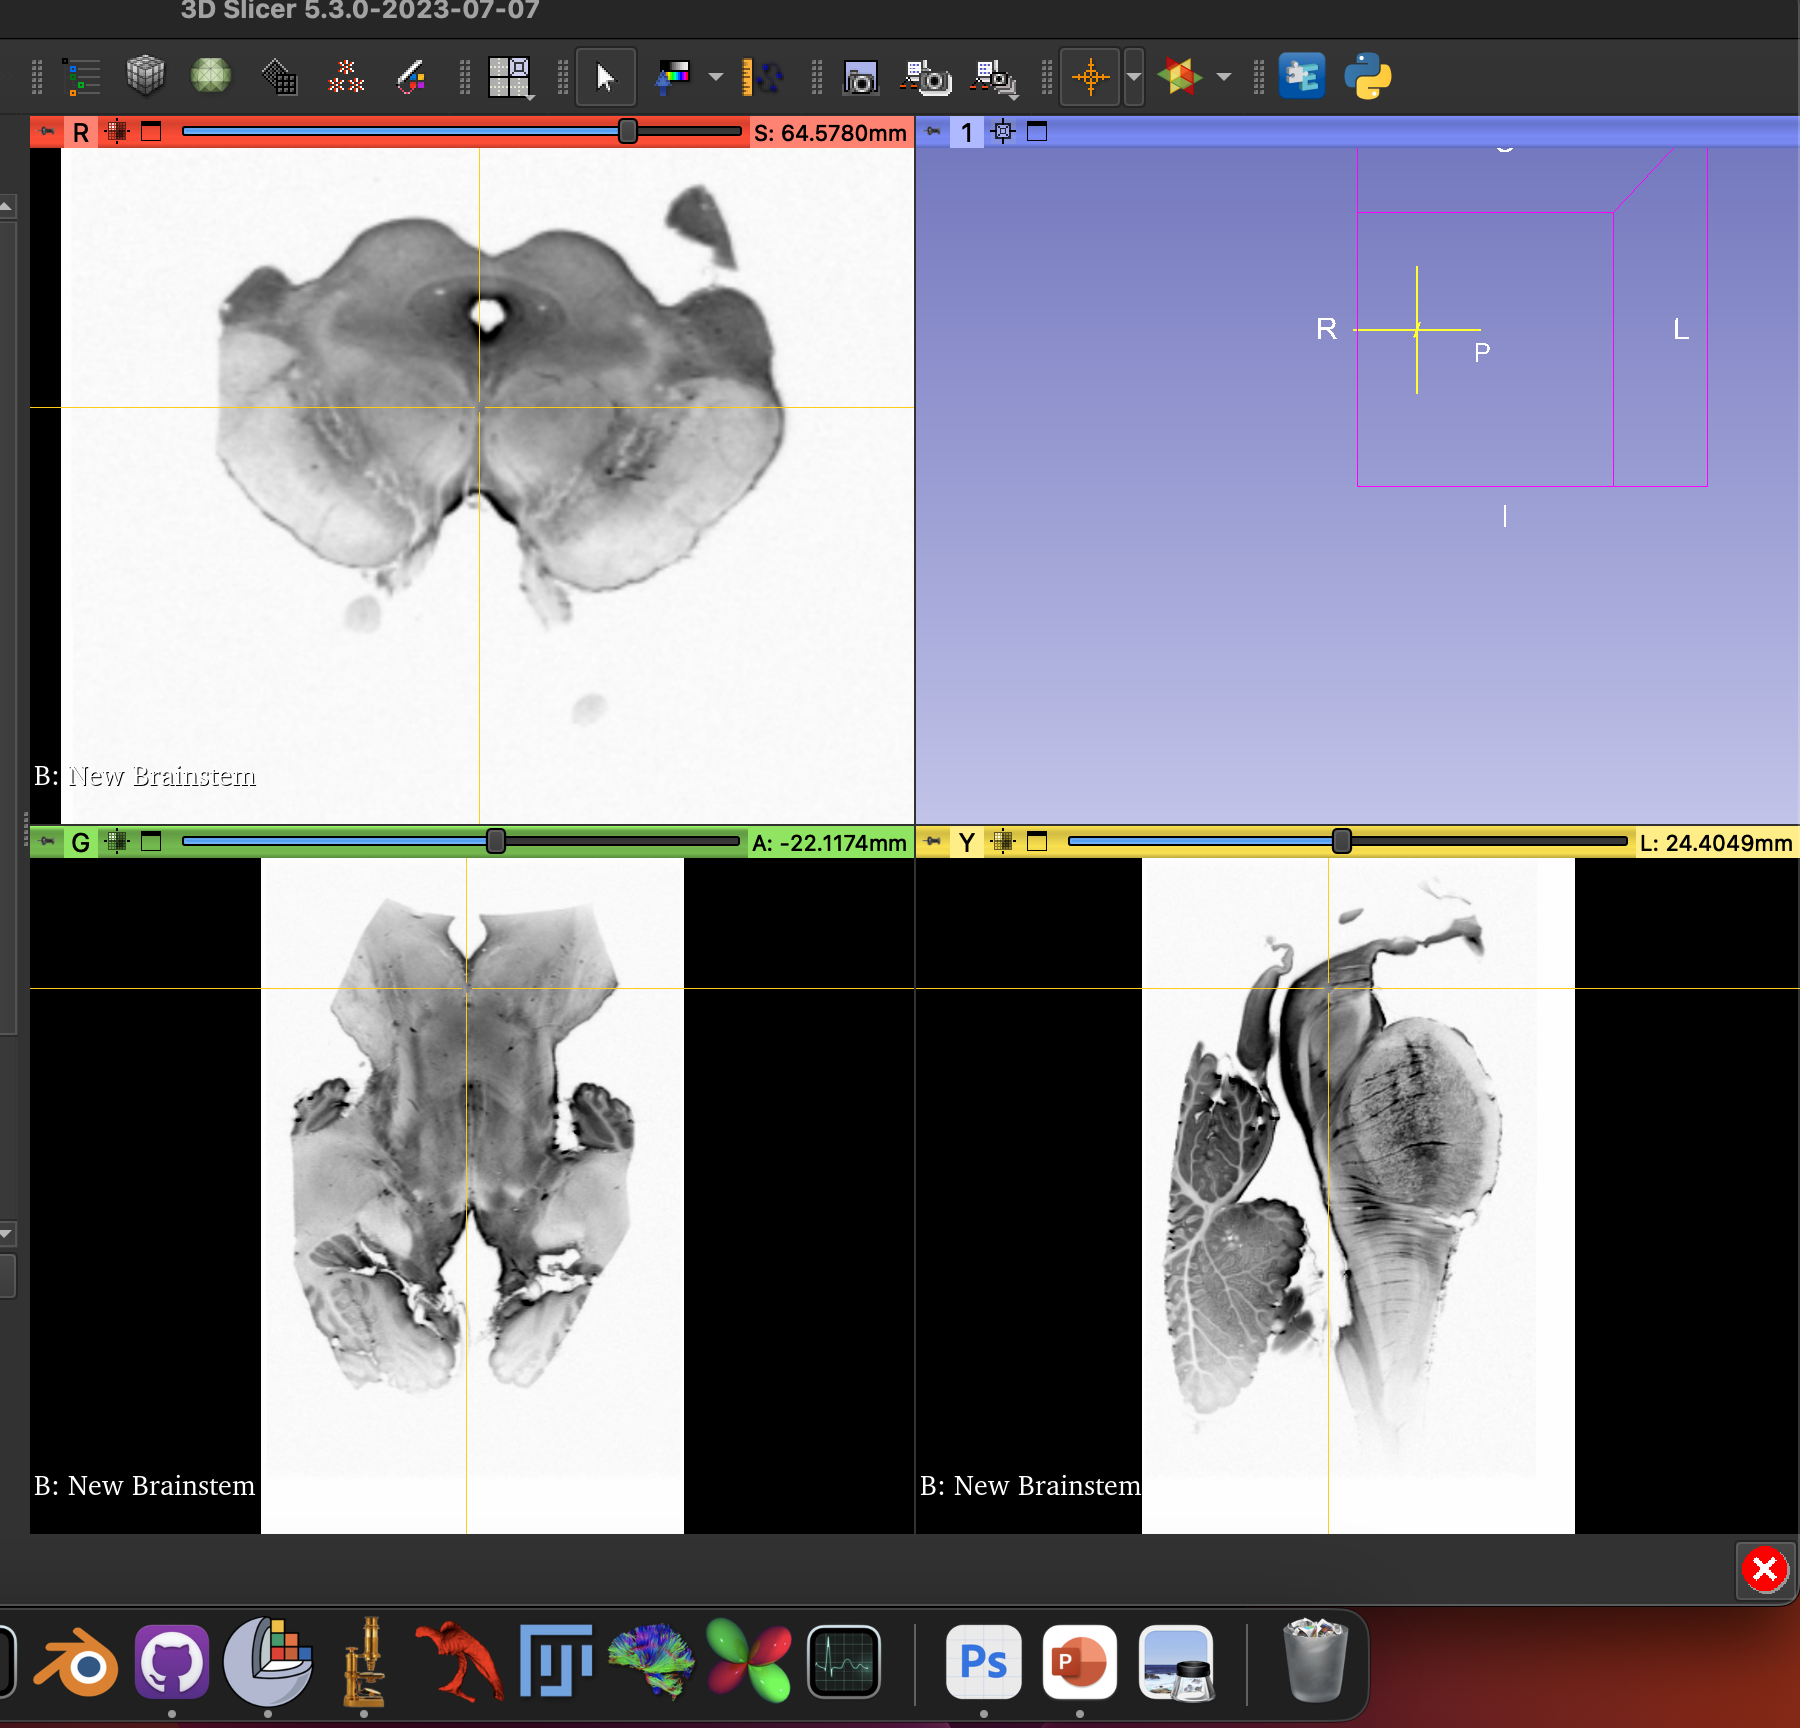 3D Slicer 5.3.0-2023-07-07
R
S: 64.5780mm
1
R
L
P
I
B: New Brainstem
G
A: -22.1174mm
Y
L: 24.4049mm
B: New Brainstem
B: New Brainstem
Ps
P